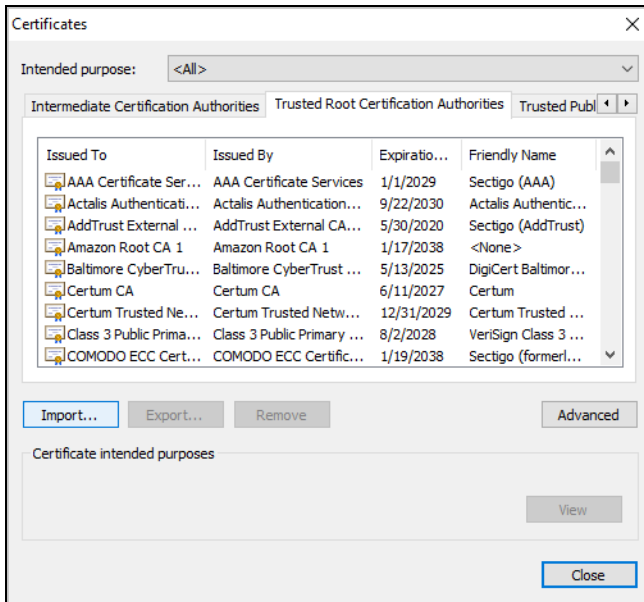 Certificates
Intended purpose: <All>
Intermediate Certification Authorities Trusted Root Certification Authorities Trusted Publ
Issued To Issued By Expiratio... Friendly Name
AAA Certificate Ser... AAA Certificate Services 1/1/2029 Sectigo (AAA)
Actalis Authenticati... Actalis Authentication... 9/22/2030 Actalis Authentic...
AddTrust External ... AddTrust External CA... 5/30/2020 Sectigo (AddTrust)
Amazon Root CA 1 Amazon Root CA 1 1/17/2038 <None>
Baltimore CyberTru... Baltimore CyberTrust ... 5/13/2025 DigiCert Baltimor...
Certum CA Certum CA 6/11/2027 Certum
Certum Trusted Ne... Certum Trusted Netw... 12/31/2029 Certum Trusted ...
Class 3 Public Prima... Class 3 Public Primary ... 8/2/2028 VeriSign Class 3 ...
COMODO ECC Cert... COMODO ECC Certific... 1/19/2038 Sectigo (formerl...
Import... Export... Remove Advanced
Certificate intended purposes
View
Close